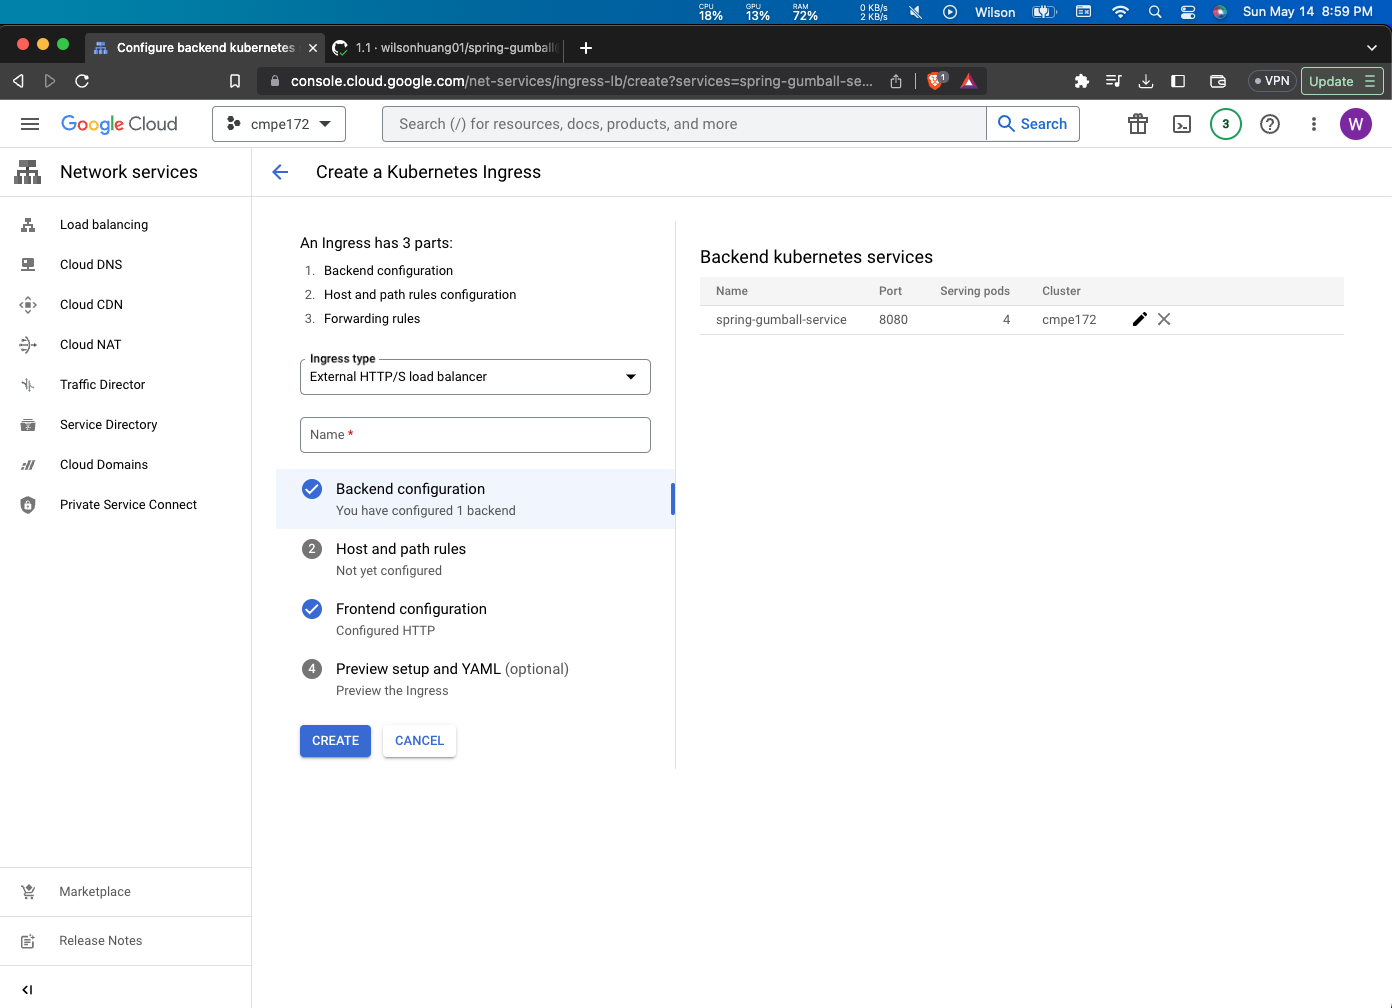 CPU
18%
GPU
13%
RAM
72%
0 KB/s
2 KB/s
Wilson
Sun May 14 8:59 PM
Configure backend kubernetes
1.1 · wilsonhuang01/spring-gumball
console.cloud.google.com/net-services/ingress-lb/create?services=spring-gumball-se...
1
VPN
Update
Google Cloud
cmpe172
Search (/) for resources, docs, products, and more
Search
3
W
Network services
Create a Kubernetes Ingress
Load balancing
Cloud DNS
Cloud CDN
Cloud NAT
Traffic Director
Service Directory
Cloud Domains
Private Service Connect
Marketplace
Release Notes
An Ingress has 3 parts:
1. Backend configuration
2. Host and path rules configuration
3. Forwarding rules
Ingress type
External HTTP/S load balancer
Name *
Backend configuration
You have configured 1 backend
2 Host and path rules
Not yet configured
Frontend configuration
Configured HTTP
4 Preview setup and YAML (optional)
Preview the Ingress
CREATE
CANCEL
Backend kubernetes services
Name Port Serving pods Cluster
spring-gumball-service 8080 4 cmpe172